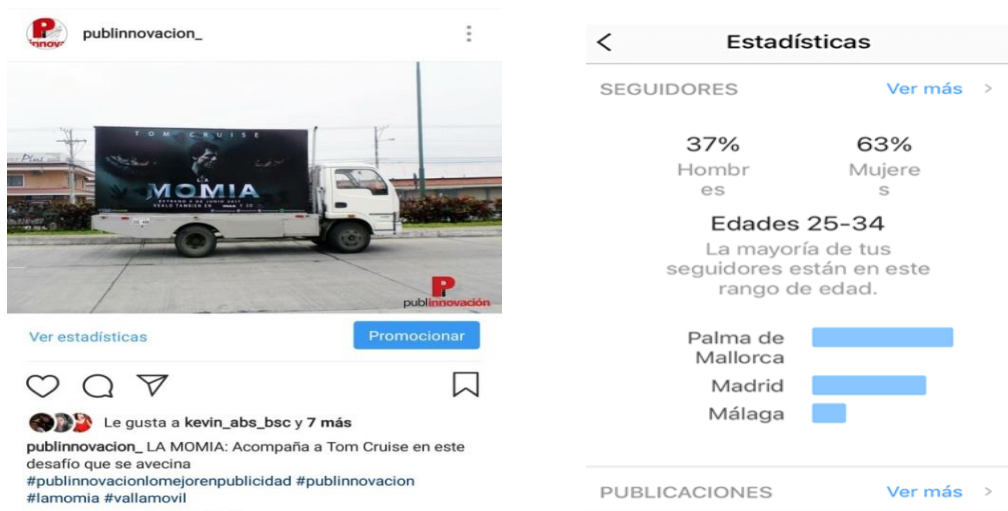 publinnovacion_
TOM CRUISE
LA
MOMIA
publinnovación
Ver estadísticas
Promocionar
Le gusta a kevin_abs_bsc y 7 más
publinnovacion_ LA MOMIA: Acompaña a Tom Cruise en este
desafío que se avecina
#publinnovacionlomejorenpublicidad #publinnovacion
#lamomia #vallamovil
Estadísticas
SEGUIDORES
Ver más
37%
63%
Hombr
es
Mujere
s
Edades 25-34
La mayoría de tus
seguidores están en este
rango de edad.
Palma de
Mallorca
Madrid
Málaga
PUBLICACIONES
Ver más